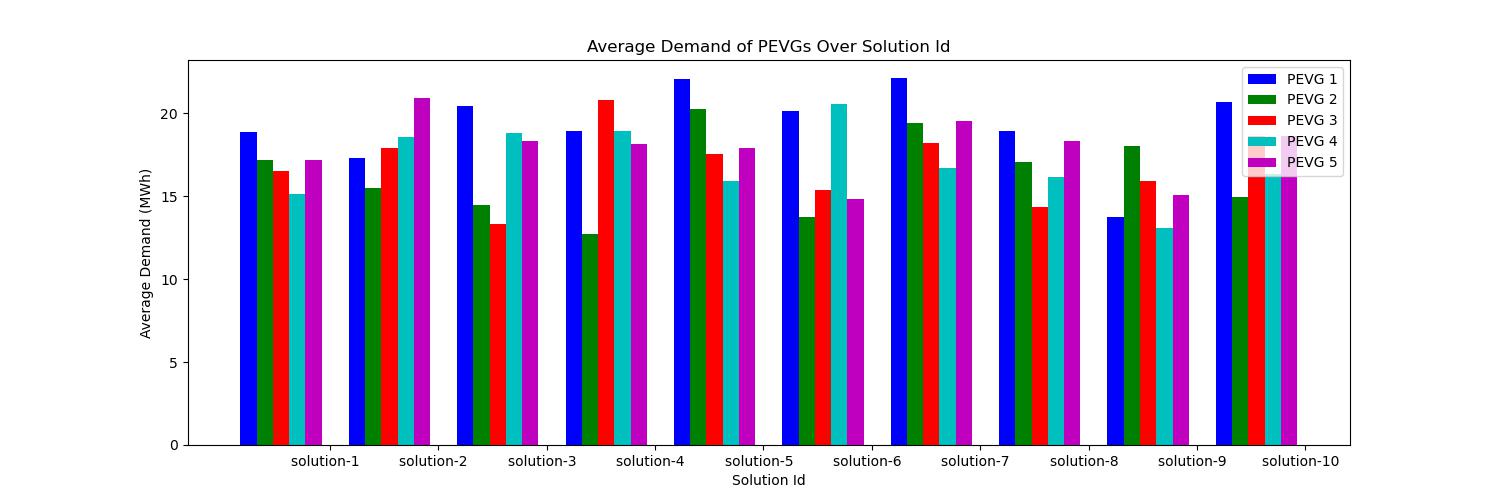 Average Demand of PEVGs Over Solution Id
PEVG 1
PEVG 2
PEVG 3
PEVG 4
PEVG 5
Average Demand (MWh)
20
15
10
5
0
solution-1 solution-2 solution-3 solution-4 solution-5 solution-6 solution-7 solution-8 solution-9 solution-10
Solution Id